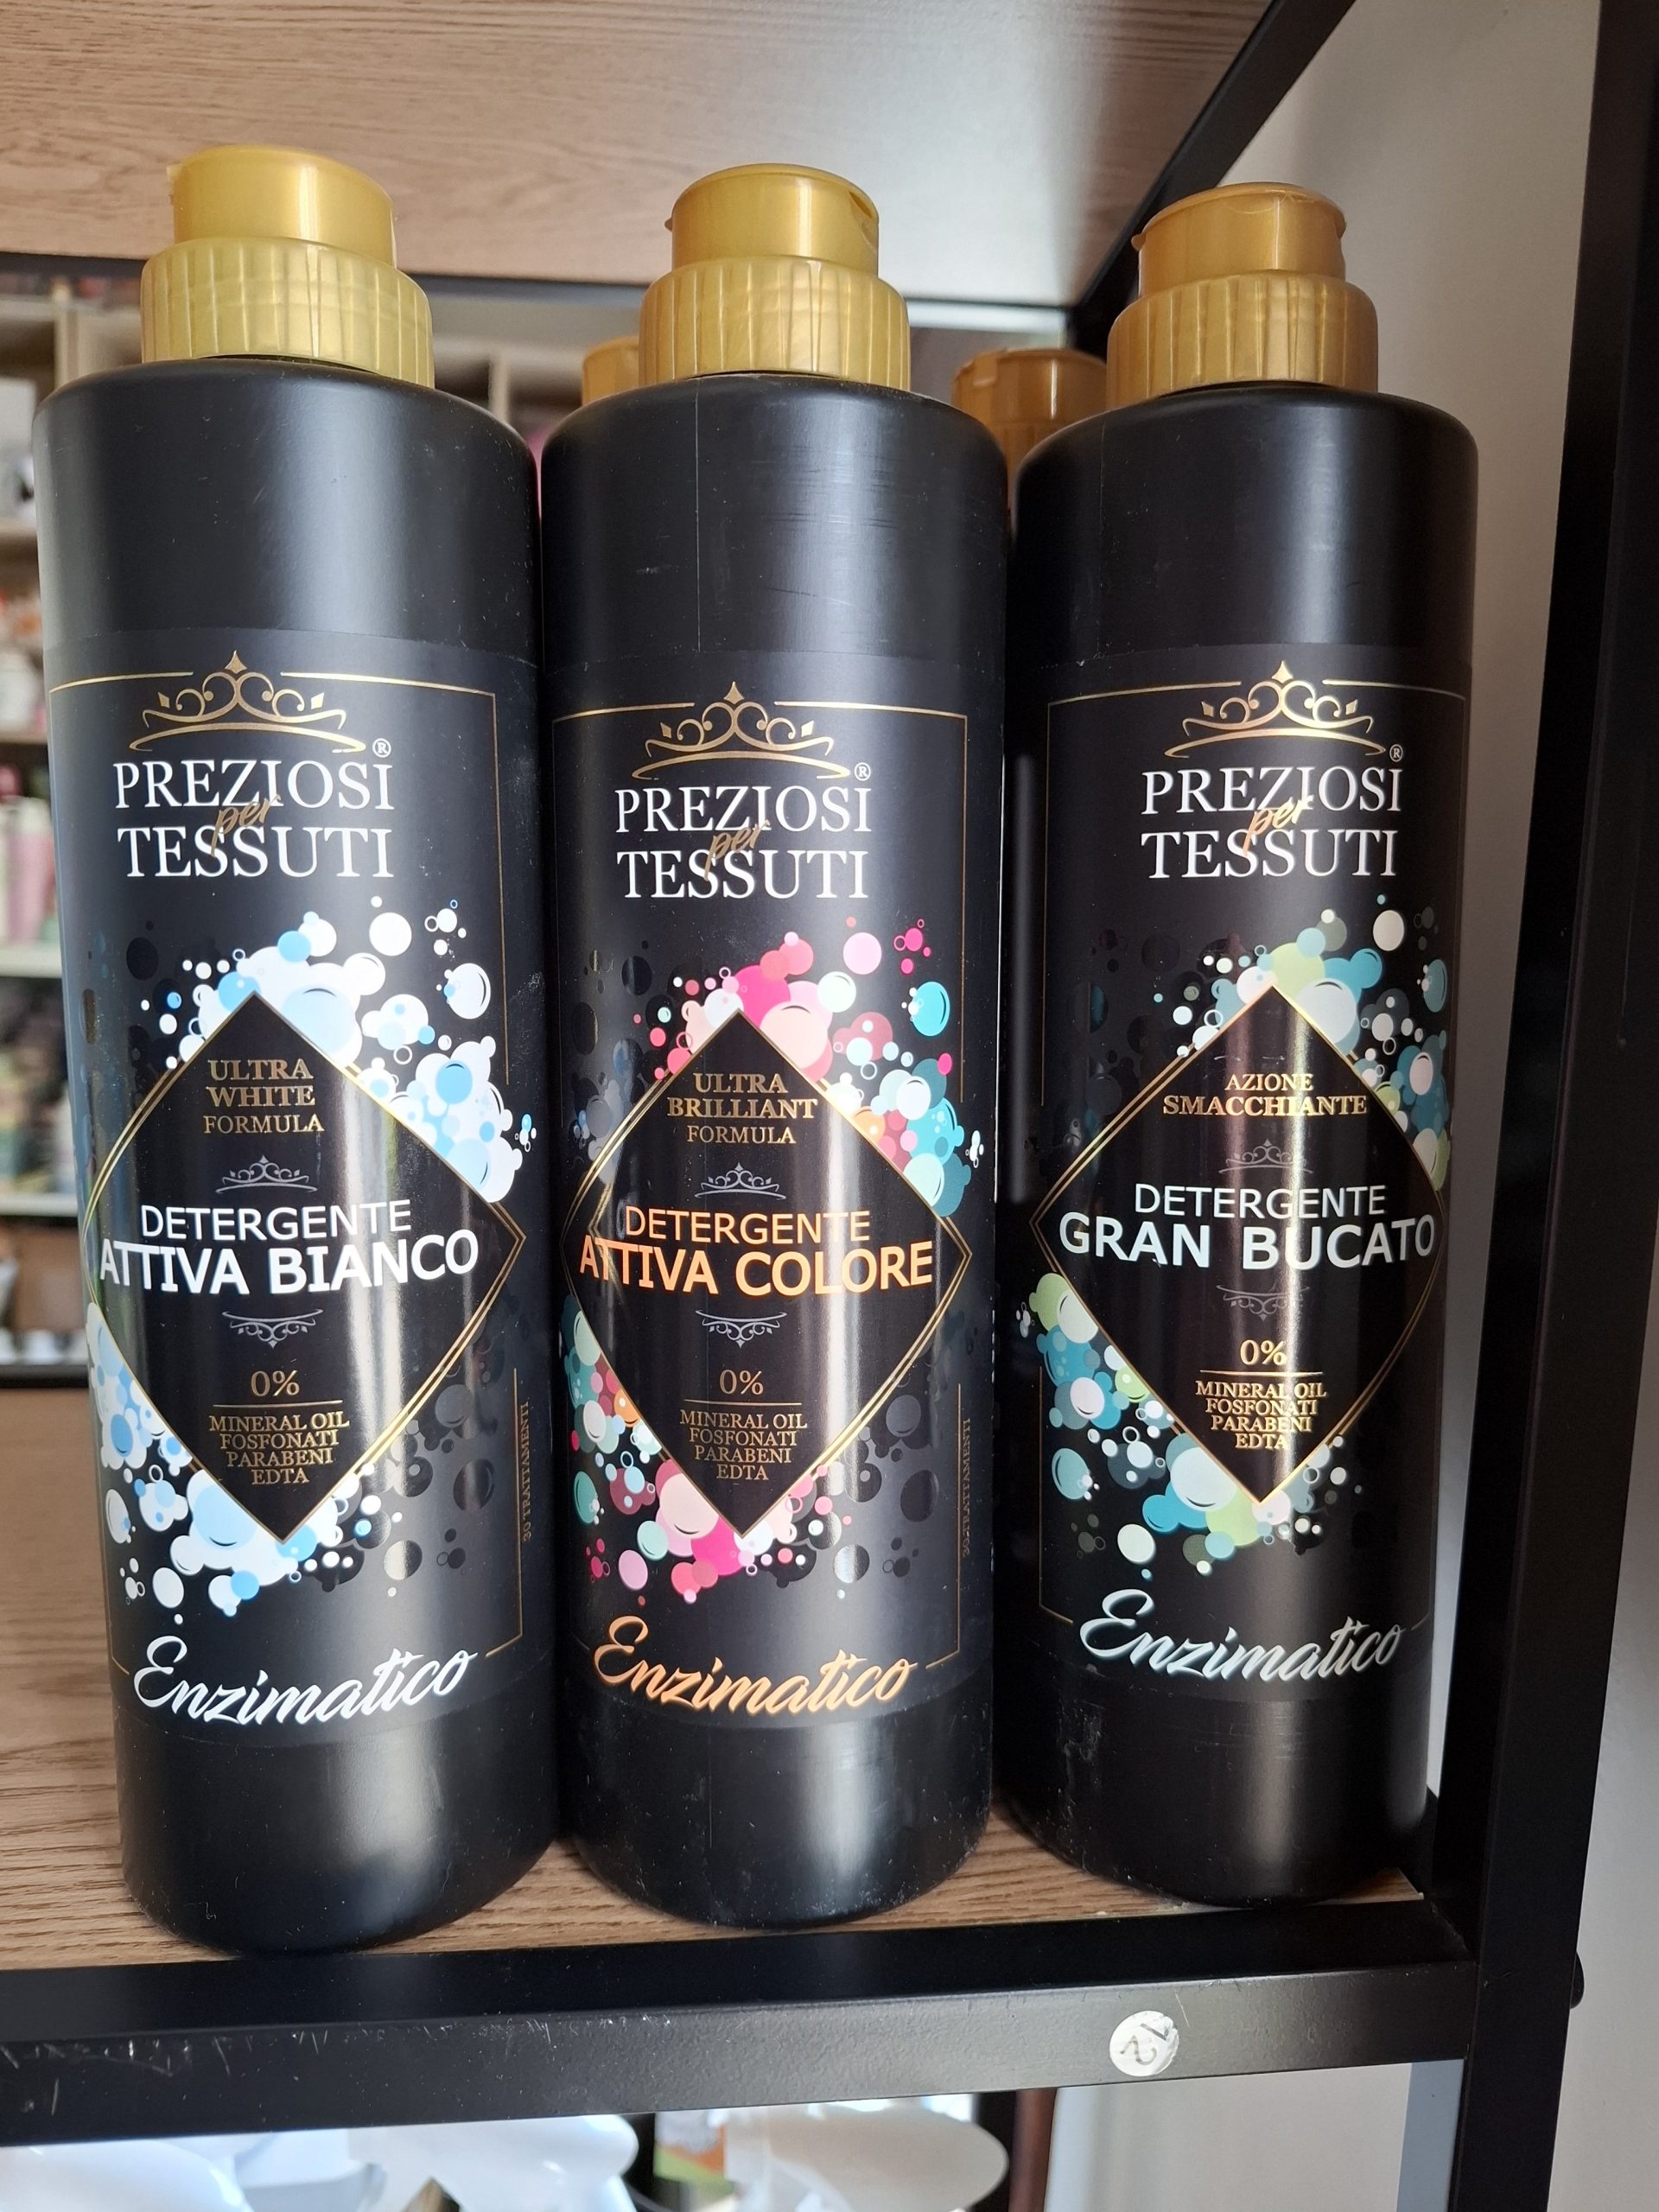 ®
PREZIOSI
per
TESSUTI
ULTRA
WHITE
FORMULA
DETERGENTE
ATTIVA BIANCO
0%
MINERAL OIL
FOSFONATI
PARABENI
EDTA
30 TRATTAMENTI
Enzimatico
®
PREZIOSI
per
TESSUTI
ULTRA
BRILLIANT
FORMULA
DETERGENTE
ATTIVA COLORE
0%
MINERAL OIL
FOSFONATI
PARABENI
EDTA
30 TRATTAMENTI
Enzimatico
®
PREZIOSI
per
TESSUTI
AZIONE
SMACCHIANTE
DETERGENTE
GRAN BUCATO
0%
MINERAL OIL
FOSFONATI
PARABENI
EDTA
Enzimatico